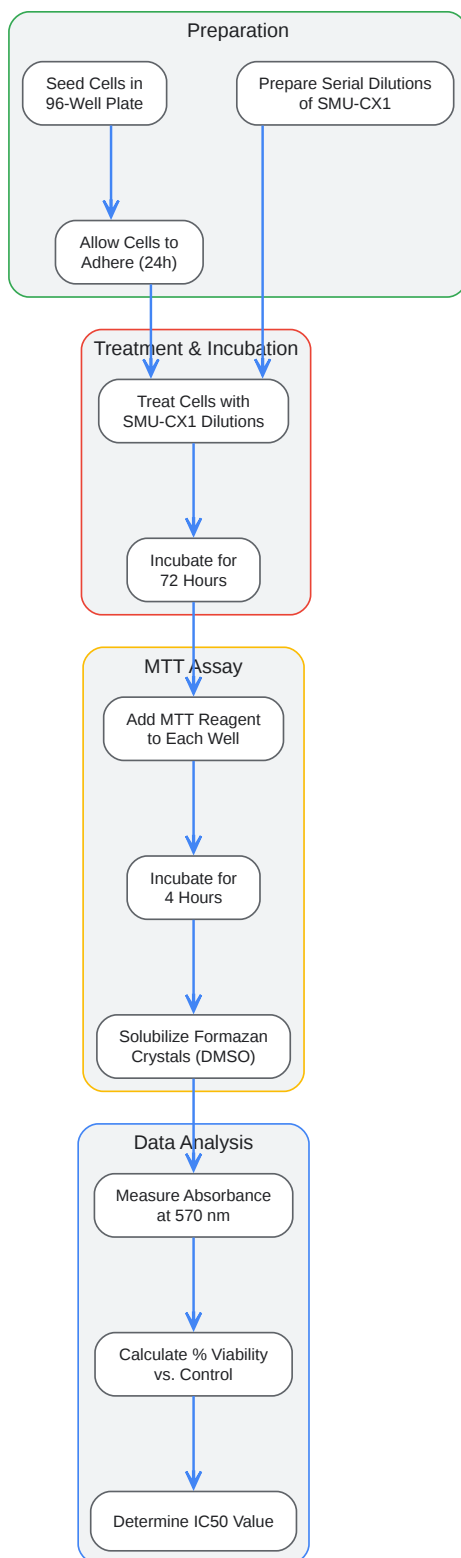 Preparation
Seed Cells in
96-Well Plate
Prepare Serial Dilutions
of SMU-CX1
Allow Cells to
Adhere (24h)
Treatment & Incubation
Treat Cells with
SMU-CX1 Dilutions
Incubate for
72 Hours
MTT Assay
Add MTT Reagent
to Each Well
Incubate for
4 Hours
Solubilize Formazan
Crystals (DMSO)
Data Analysis
Measure Absorbance
at 570 nm
Calculate % Viability
vs. Control
Determine IC50 Value